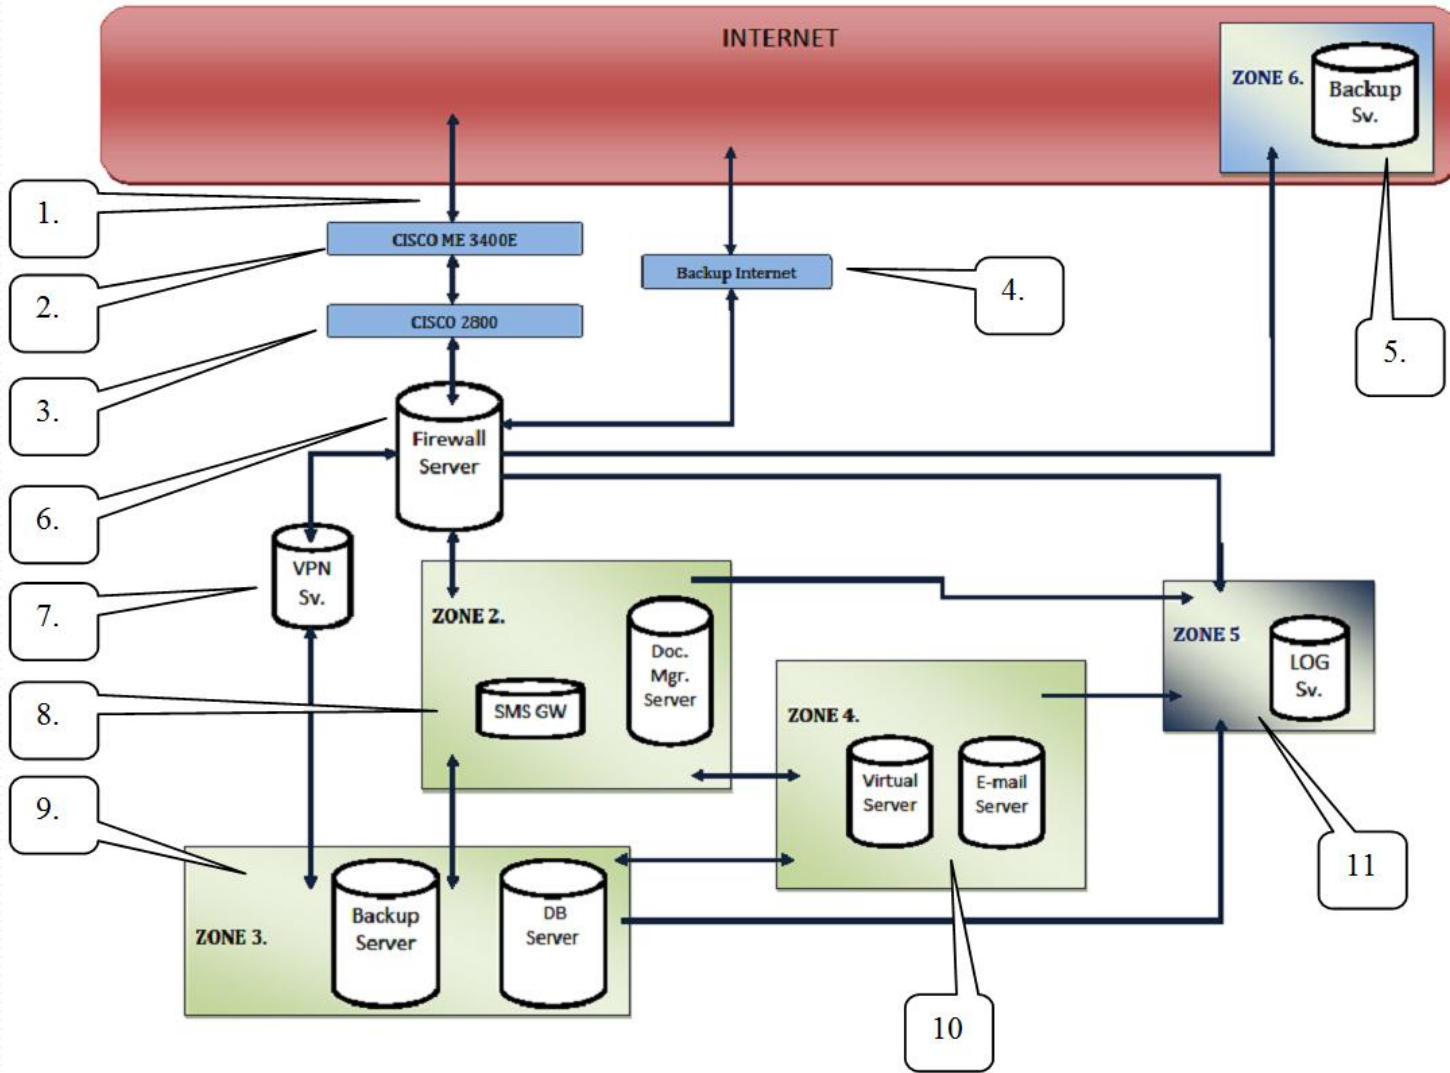 INTERNET
ZONE 6.
Backup
Sv.
1.
CISCO ME 3400E
2.
Backup Internet
4.
CISCO 2800
5.
3.
Firewall
Server
6.
VPN
Sv.
7.
ZONE 2.
Doc.
Mgr.
Server
SMS GW
8.
ZONE 5
LOG
Sv.
ZONE 4.
Virtual
Server
E-mail
Server
9.
11
ZONE 3.
Backup
Server
DB
Server
10